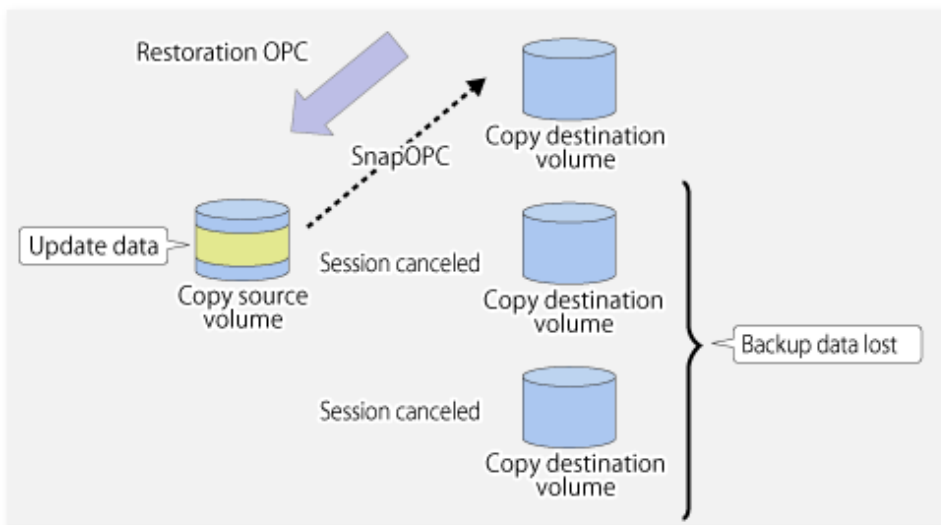 Restoration OPC
Copy destination
volume
SnapOPC
Update data
Copy source
volume
Session canceled
Copy destination
volume
Backup data lost
Session canceled
Copy destination
volume